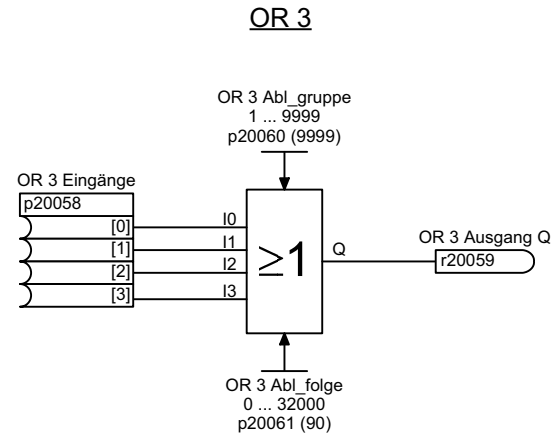 OR 3
OR 3 Abl_gruppe
1 ... 9999
p20060 (9999)
OR 3 Eingänge
p20058
[0] I0
[1] I1
[2] I2
[3] I3
≥1
Q
OR 3 Ausgang Q
r20059
OR 3 Abl_folge
0 ... 32000
p20061 (90)